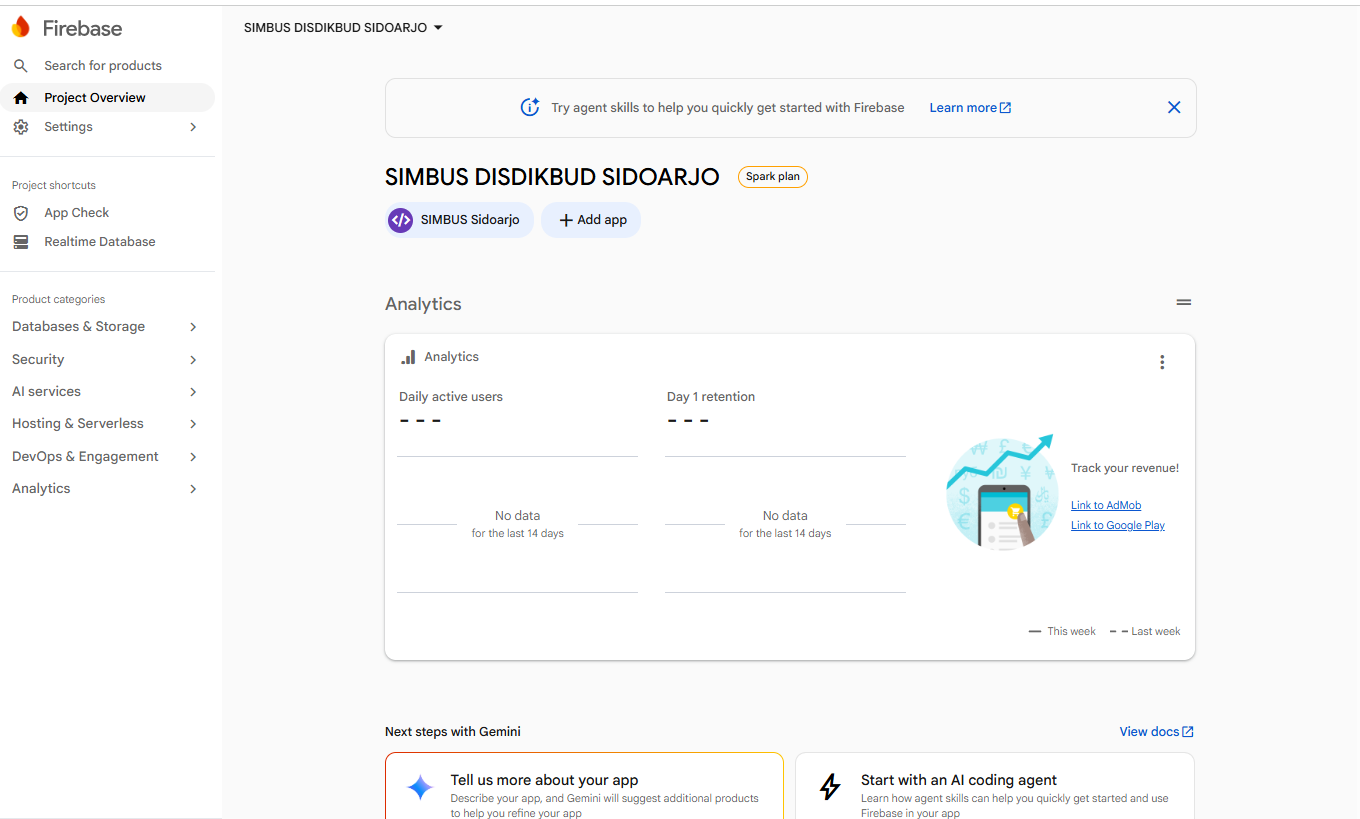 Firebase
Search for products
Project Overview
Settings
Project shortcuts
App Check
Realtime Database
Product categories
Databases & Storage
Security
AI services
Hosting & Serverless
DevOps & Engagement
Analytics
SIMBUS DISDIKBUD SIDOARJO
Try agent skills to help you quickly get started with Firebase Learn more
SIMBUS DISDIKBUD SIDOARJO Spark plan
SIMBUS Sidoarjo + Add app
Analytics
Analytics
Daily active users
- - -
No data
for the last 14 days
Day 1 retention
- - -
No data
for the last 14 days
Track your revenue!
Link to AdMob
Link to Google Play
This week Last week
Next steps with Gemini View docs
Tell us more about your app
Describe your app, and Gemini will suggest additional products
to help you refine your app
Start with an AI coding agent
Learn how agent skills can help you quickly get started and use
Firebase in your app